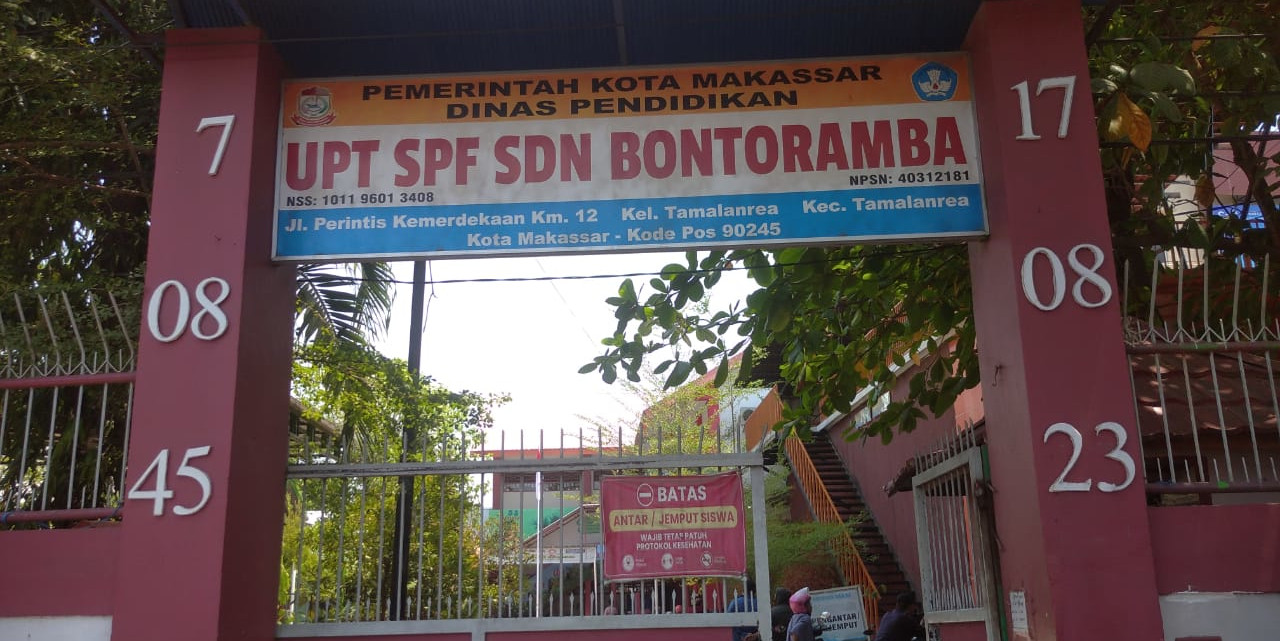 PEMERINTAH KOTA MAKASSAR
DINAS PENDIDIKAN
UPT SPF SDN BONTORAMBA
NSS: 1011 9601 3408
NPSN: 40312181
Jl. Perintis Kemerdekaan Km. 12 Kel. Tamalanrea Kec. Tamalanrea
Kota Makassar - Kode Pos 90245
7
08
45
17
08
23
BATAS
ANTAR / JEMPUT SISWA
WAJIB TETAP PATUH
PROTOKOL KESEHATAN
PENGANTAR
JEMPUT